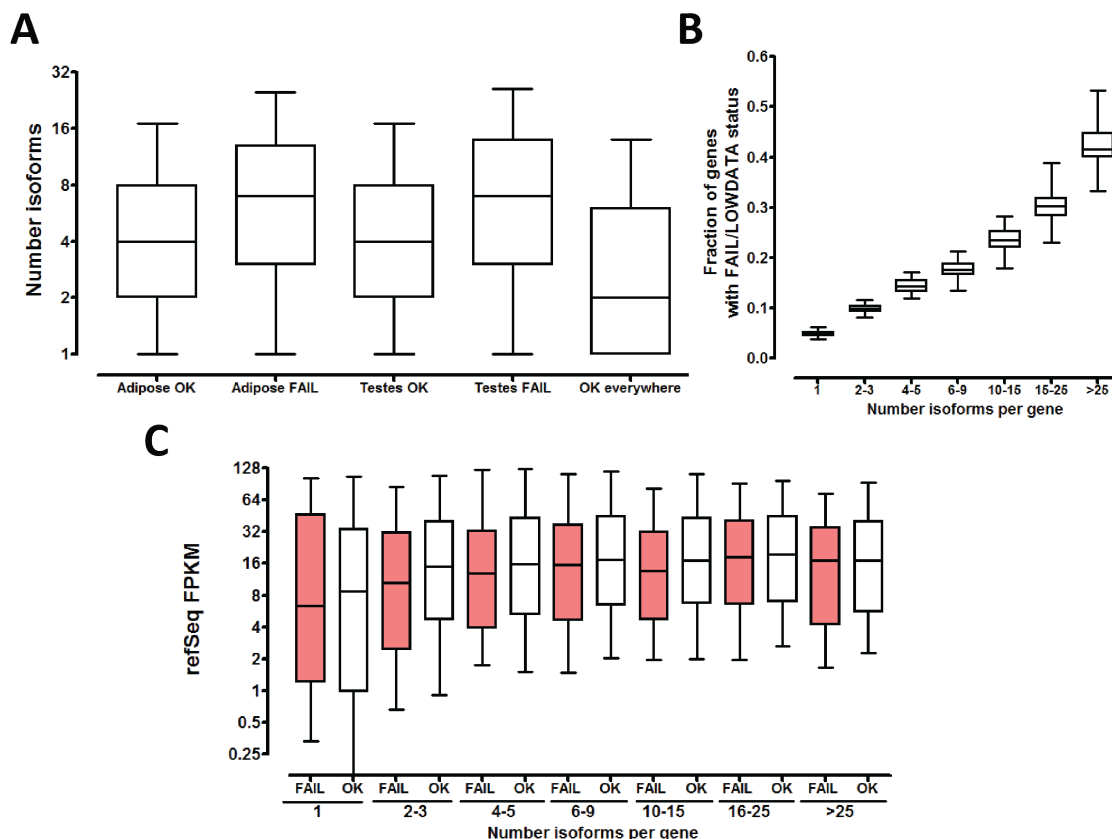 A
Number isoforms
32
16
8
4
2
1
Adipose OK Adipose FAIL Testes OK Testes FAIL OK everywhere
B
Fraction of genes
with FAIL/LOWDATA status
0.6
0.5
0.4
0.3
0.2
0.1
0.0
1 2-3 4-5 6-9 10-15 15-25 >25
Number isoforms per gene
C
refSeq FPKM
128
64
32
16
8
4
2
1
0.5
0.25
FAIL OK FAIL OK FAIL OK FAIL OK FAIL OK FAIL OK FAIL OK
1 2-3 4-5 6-9 10-15 16-25 >25
Number isoforms per gene